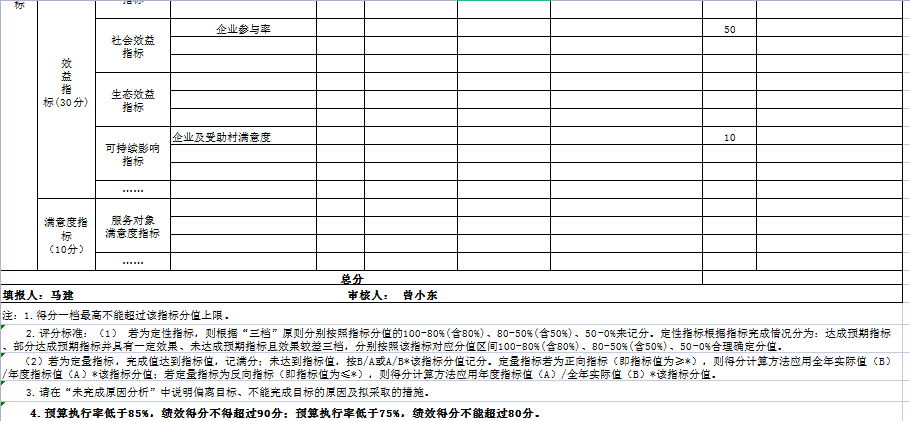 标
指标
效
益
指
标(30分)
社会效益
指标
企业参与率
50
生态效益
指标
可持续影响
指标
企业及受助村满意度
10
……
满意度指
标
（10分）
服务对象
满意度指标
……
总分
填报人：马建
审核人： 曾小东
注：1.得分一档最高不能超过该指标分值上限。
2.评分标准：（1） 若为定性指标，则根据“三档”原则分别按照指标分值的100-80%(含80%)、80-50%(含50%)、50-0%来记分。定性指标根据指标完成情况分为：达成预期指标
、部分达成预期指标并具有一定效果、未达成预期指标且效果较差三档，分别按照该指标对应分值区间100-80%(含80%)、80-50%(含50%)、50-0%合理确定分值。
（2）若为定量指标，完成值达到指标值，记满分；未达到指标值，按B/A或A/B*该指标分值记分。定量指标若为正向指标（即指标值为≥*），则得分计算方法应用全年实际值（B）
/年度指标值（A）*该指标分值；若定量指标为反向指标（即指标值为≤*），则得分计算方法应用年度指标值（A）/全年实际值（B）*该指标分值。
3.请在“未完成原因分析”中说明偏离目标、不能完成目标的原因及拟采取的措施。
4.预算执行率低于85%，绩效得分不得超过90分；预算执行率低于75%，绩效得分不能超过80分。